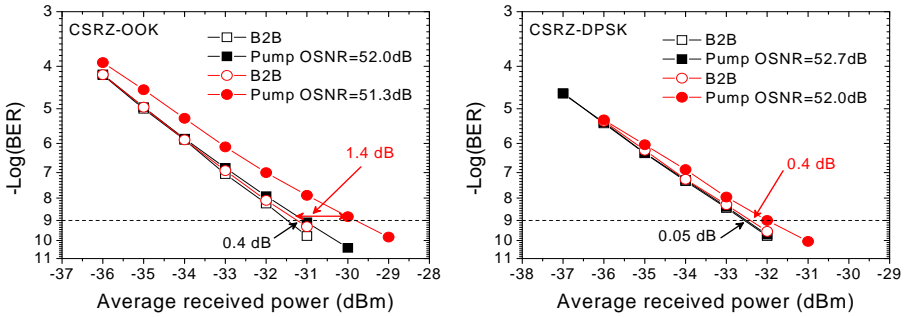 CSRZ-OOK
B2B
Pump OSNR=52.0dB
B2B
Pump OSNR=51.3dB
1.4 dB
0.4 dB
3
4
5
6
7
8
9
10
11
-Log(BER)
-37 -36 -35 -34 -33 -32 -31 -30 -29 -28
Average received power (dBm)
CSRZ-DPSK
B2B
Pump OSNR=52.7dB
B2B
Pump OSNR=52.0dB
0.4 dB
0.05 dB
3
4
5
6
7
8
9
10
11
-Log(BER)
-38 -37 -36 -35 -34 -33 -32 -31 -30 -29
Average received power (dBm)